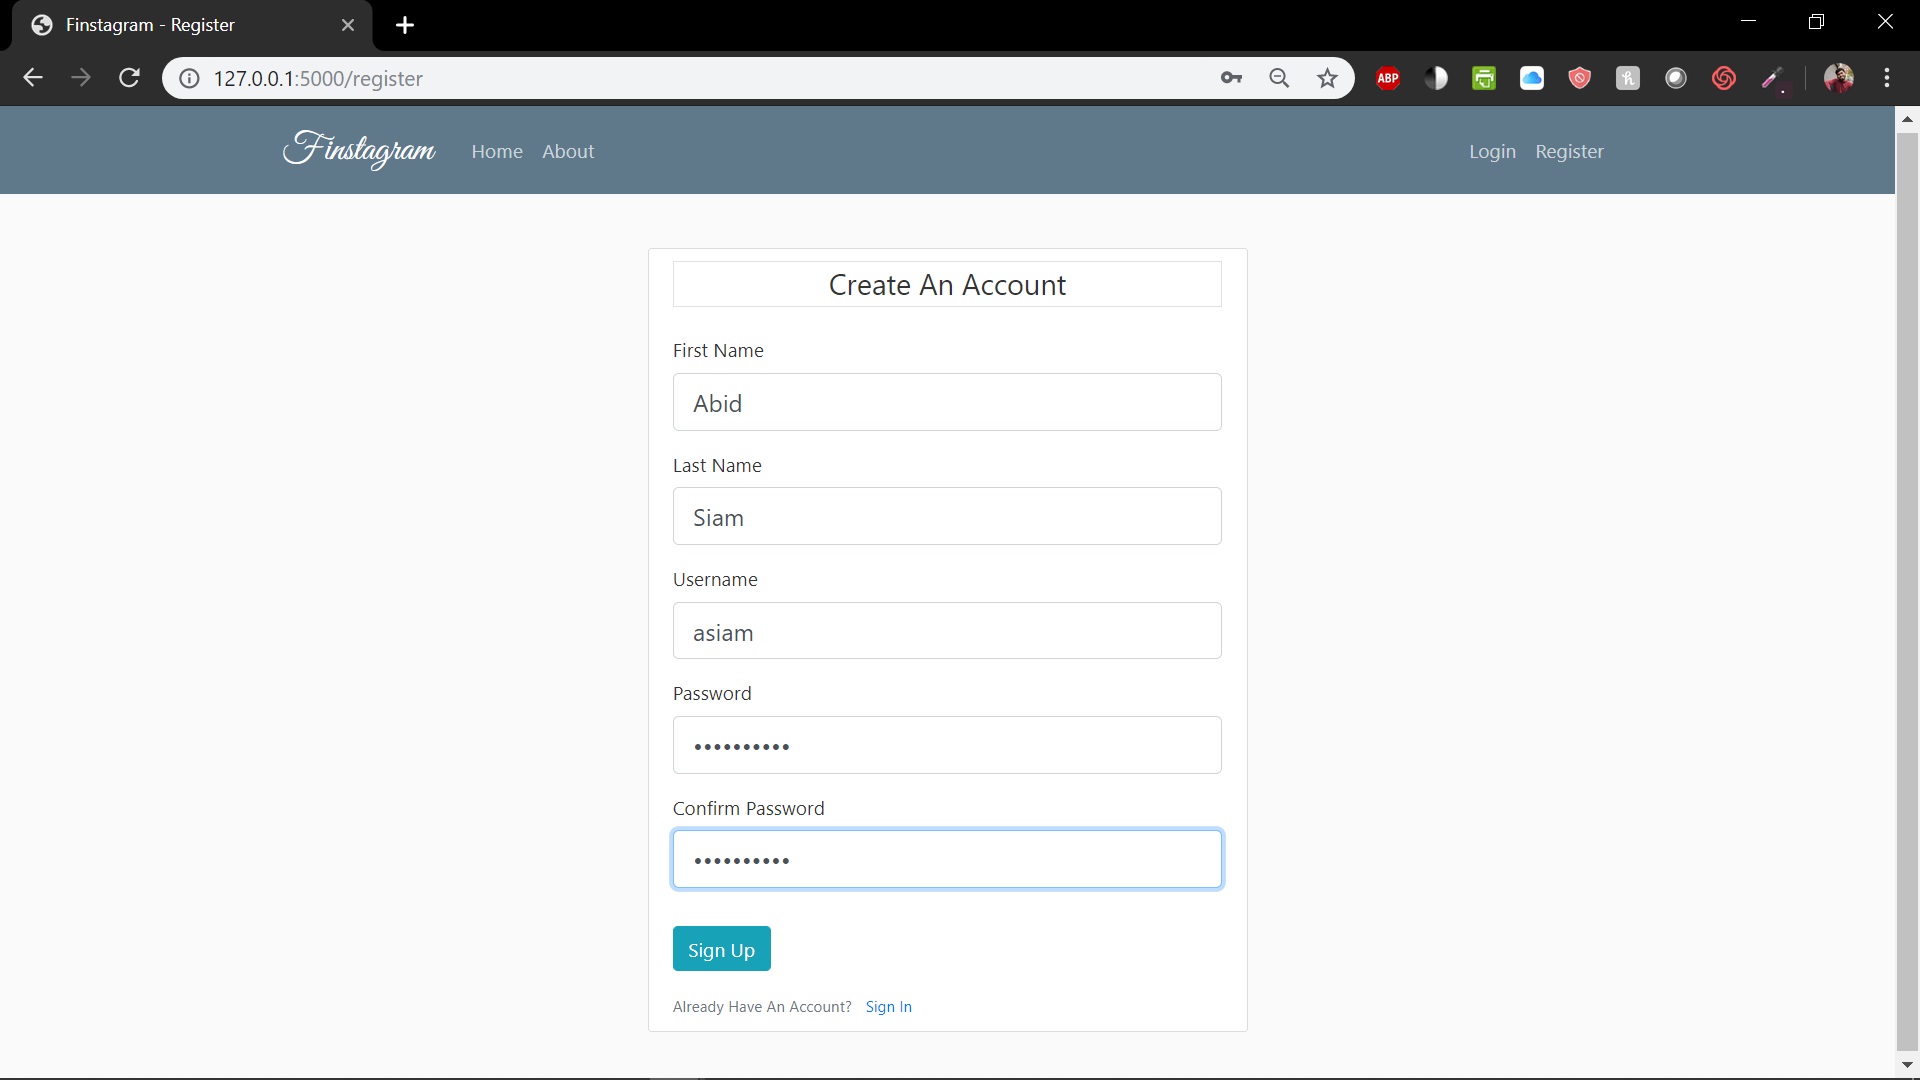 Finstagram - Register
127.0.0.1:5000/register
ABP
Finstagram Home About Login Register
Create An Account
First Name
Abid
Last Name
Siam
Username
asiam
Password
••••••••••
Confirm Password
••••••••••
Sign Up
Already Have An Account? Sign In